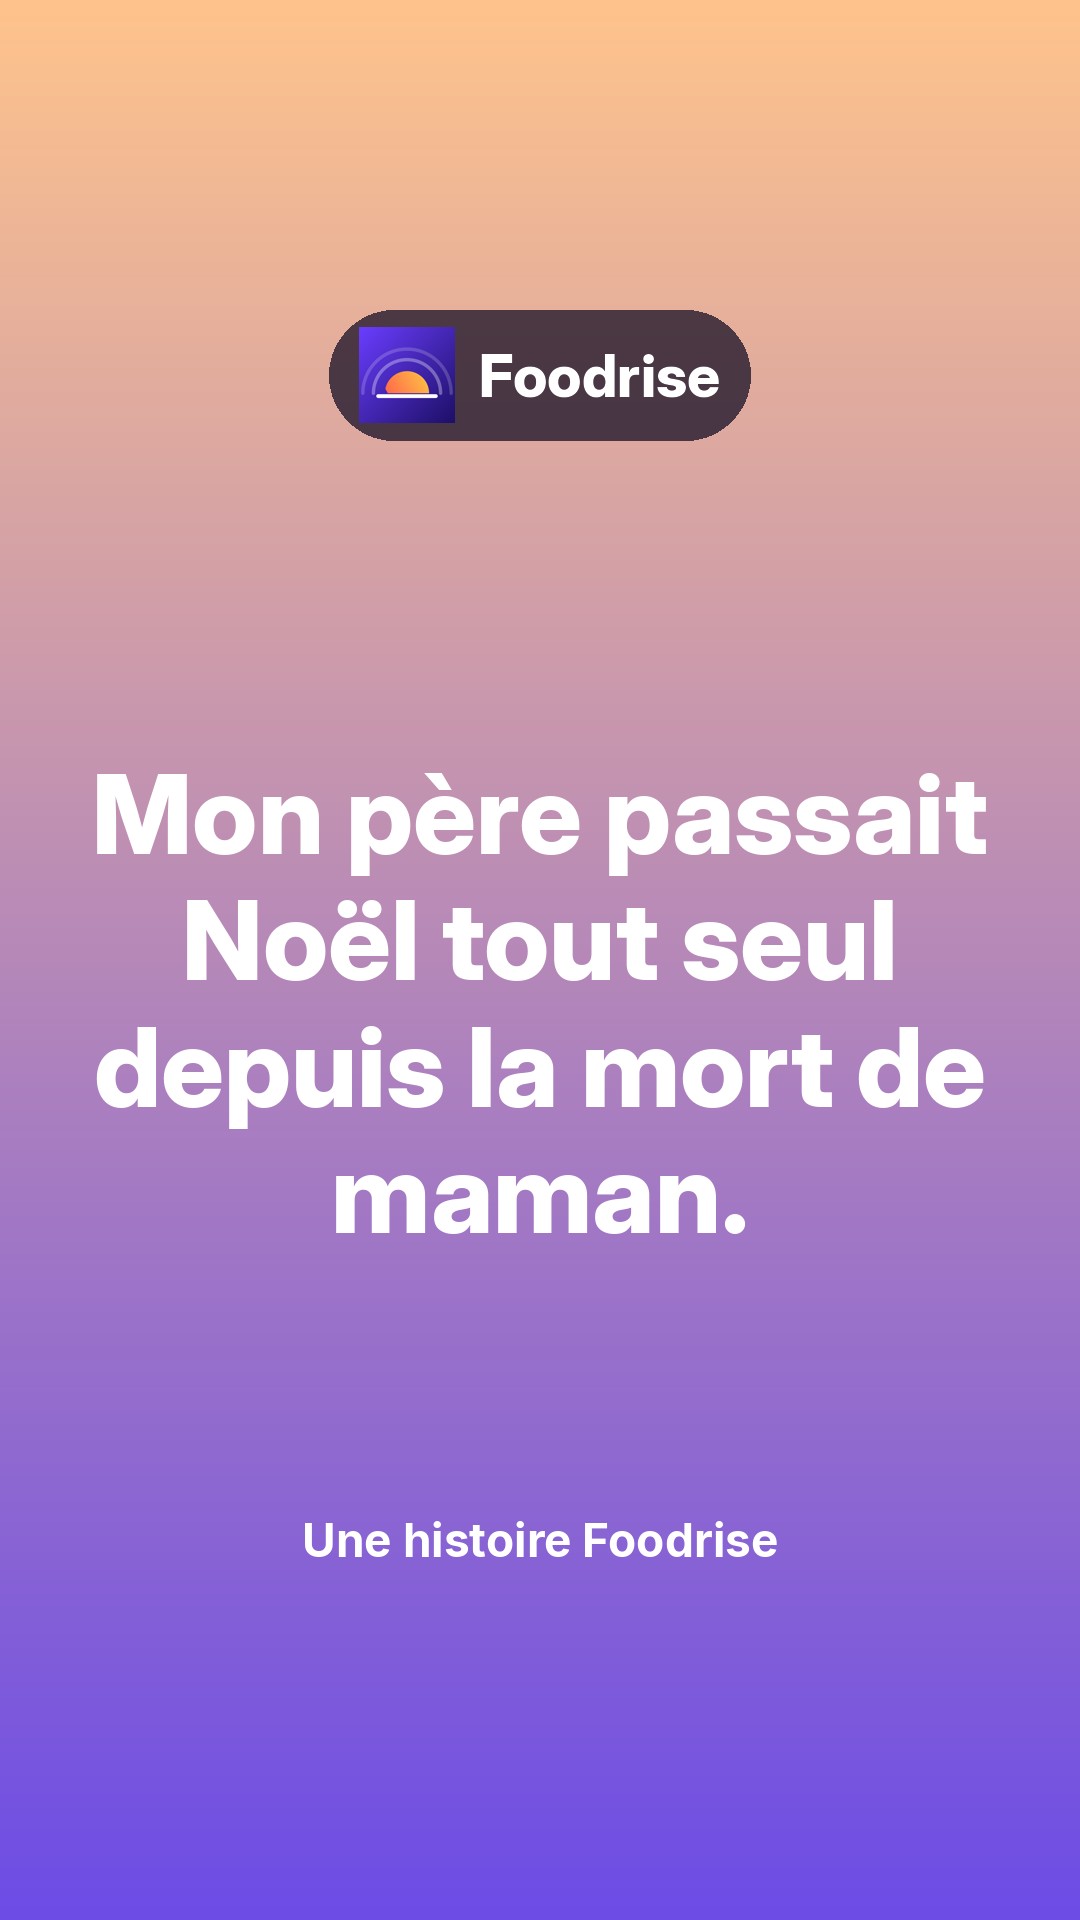 Foodrise
Mon père passait
Noël tout seul
depuis la mort de
maman.
Une histoire Foodrise